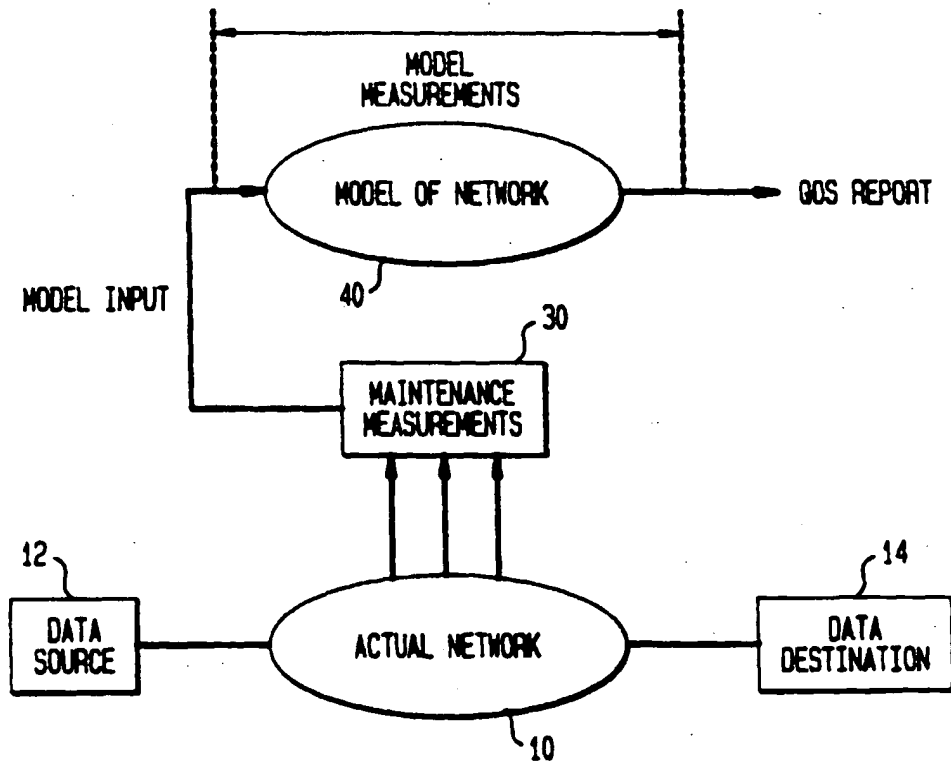 MODEL
MEASUREMENTS
MODEL OF NETWORK
QOS REPORT
40
MODEL INPUT
30
MAINTENANCE
MEASUREMENTS
12
14
DATA
SOURCE
ACTUAL NETWORK
DATA
DESTINATION
10